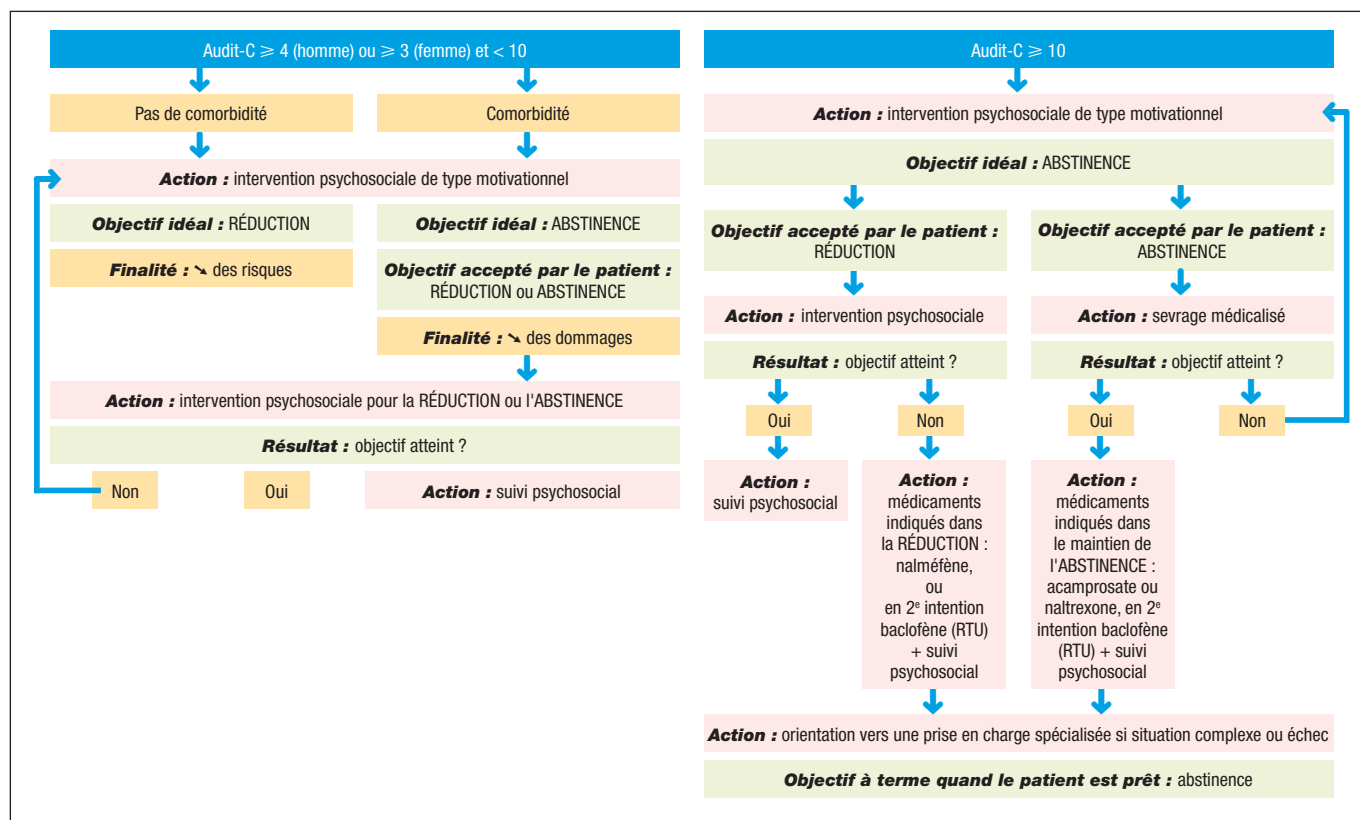 Audit-C ⩾ 4 (homme) ou ⩾ 3 (femme) et < 10
Pas de comorbidité
Comorbidité
Action : intervention psychosociale de type motivationnel
Objectif idéal : RÉDUCTION
Objectif idéal : ABSTINENCE
Finalité : ➘ des risques
Objectif accepté par le patient :
RÉDUCTION ou ABSTINENCE
Finalité : ➘ des dommages
Action : intervention psychosociale pour la RÉDUCTION ou l'ABSTINENCE
Résultat : objectif atteint ?
Non
Oui
Action : suivi psychosocial
Audit-C ⩾ 10
Action : intervention psychosociale de type motivationnel
Objectif idéal : ABSTINENCE
Objectif accepté par le patient :
RÉDUCTION
Objectif accepté par le patient :
ABSTINENCE
Action : intervention psychosociale
Action : sevrage médicalisé
Résultat : objectif atteint ?
Résultat : objectif atteint ?
Oui
Non
Oui
Non
Action :
suivi psychosocial
Action :
médicaments
indiqués dans
la RÉDUCTION :
nalméfène,
ou
en 2e intention
baclofène (RTU)
+ suivi
psychosocial
Action :
médicaments
indiqués dans
le maintien de
l'ABSTINENCE :
acamprosate ou
naltrexone, en 2e
intention baclofène
(RTU) + suivi
psychosocial
Action : orientation vers une prise en charge spécialisée si situation complexe ou échec
Objectif à terme quand le patient est prêt : abstinence